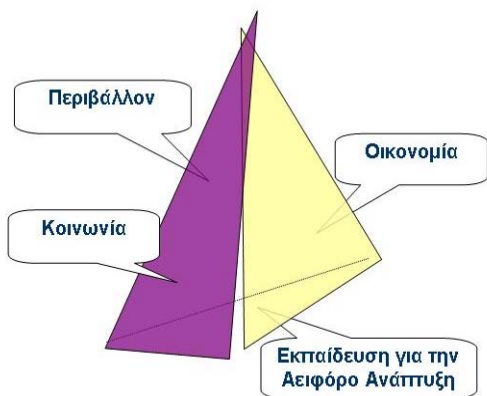 Περιβάλλον
Οικονομία
Κοινωνία
Εκπαίδευση για την
Αειφόρο Ανάπτυξη